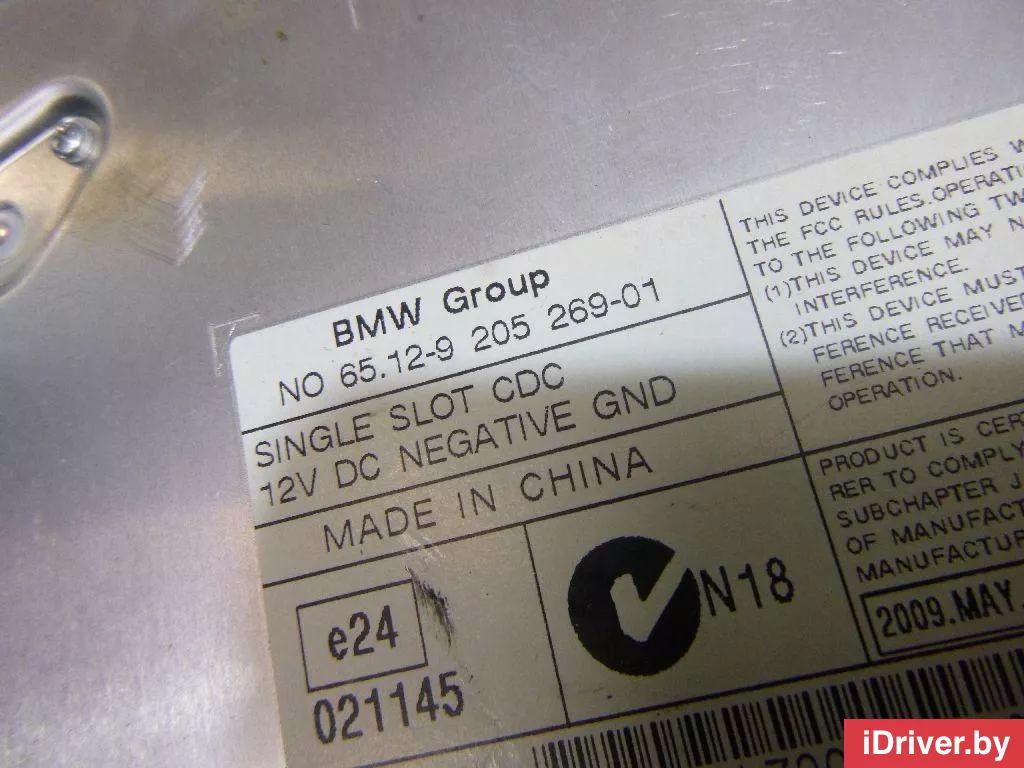 BMW Group
NO 65.12-9 205 269-01
SINGLE SLOT CDC
12V DC NEGATIVE GND
MADE IN CHINA
e24
021145
N18
THIS DEVICE COMPLIES
THE FCC RULES.OPERATI
TO THE FOLLOWING TW
(1)THIS DEVICE MAY N
INTERFERENCE.
(2)THIS DEVICE MUST
FERENCE RECEIVE
FERENCE THAT M
OPERATION.
PRODUCT IS CER
RER TO COMPLY
SUBCHAPTER J
OF MANUFACT
MANUFACTUR
2009.MAY.
iDriver.by